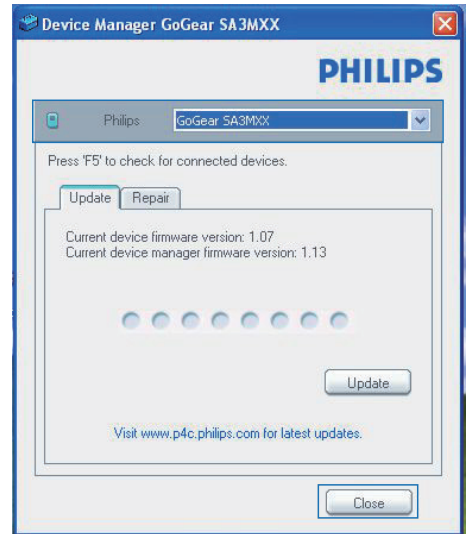 Device Manager GoGear SA3MXX
PHILIPS
Philips GoGear SA3MXX
Press 'F5' to check for connected devices.
Update Repair
Current device firmware version: 1.07
Current device manager firmware version: 1.13
Update
Visit www.p4c.philips.com for latest updates.
Close